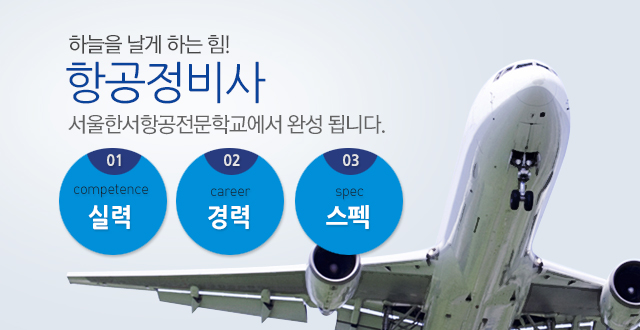 하늘을 날게 하는 힘!
항공정비사
서울한서항공전문학교에서 완성 됩니다.
01
competence
실력
02
career
경력
03
spec
스펙